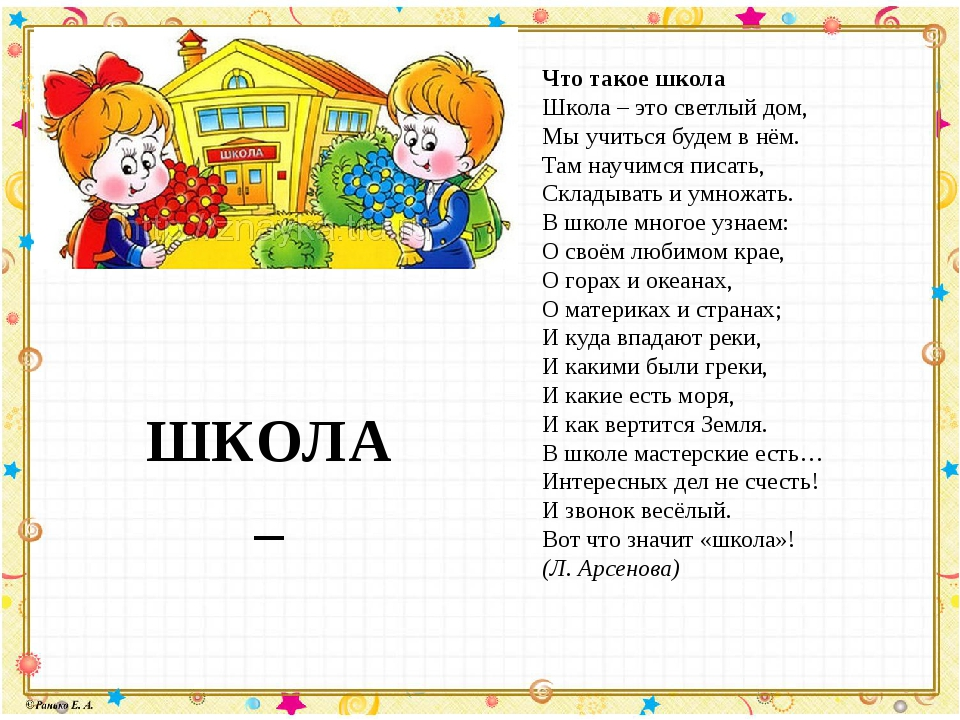 ШКОЛА
Что такое школа
Школа – это светлый дом,
Мы учиться будем в нём.
Там научимся писать,
Складывать и умножать.
В школе многое узнаем:
О своём любимом крае,
О горах и океанах,
О материках и странах;
И куда впадают реки,
И какими были греки,
И какие есть моря,
И как вертится Земля.
В школе мастерские есть…
Интересных дел не счесть!
И звонок весёлый.
Вот что значит «школа»!
(Л. Арсенова)
ШКОЛА
–
©Ранько Е. А.